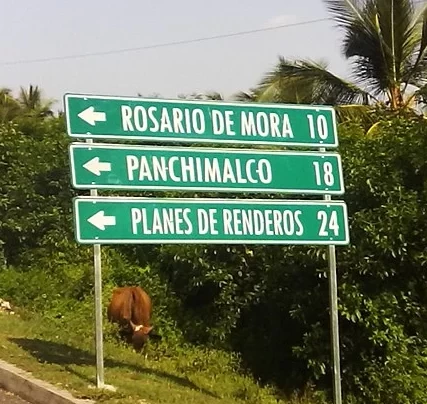 ← ROSARIO DE MORA 10
← PANCHIMALCO 18
← PLANES DE RENDEROS 24